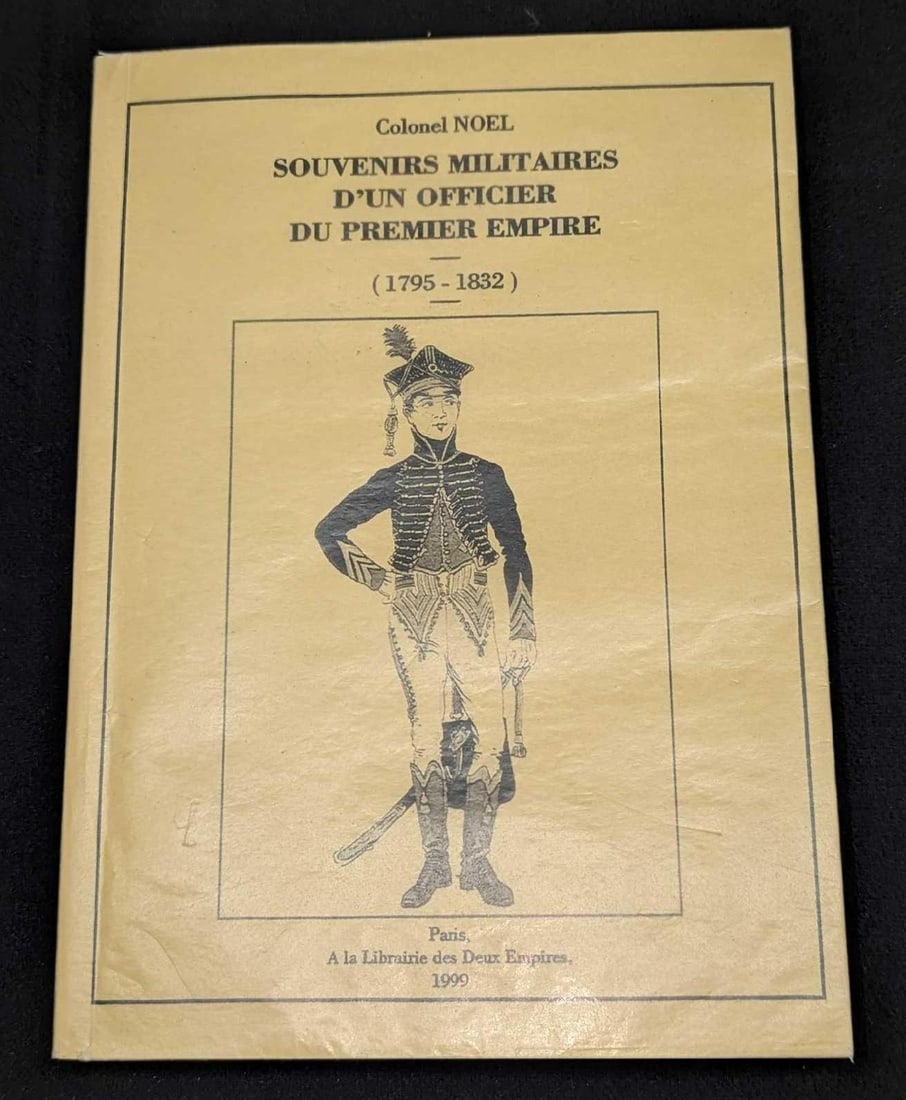 Colonel NOEL
SOUVENIRS MILITAIRES
D'UN OFFICIER
DU PREMIER EMPIRE
(1795 - 1832)
Paris,
A la Librairie des Deux Empires,
1999